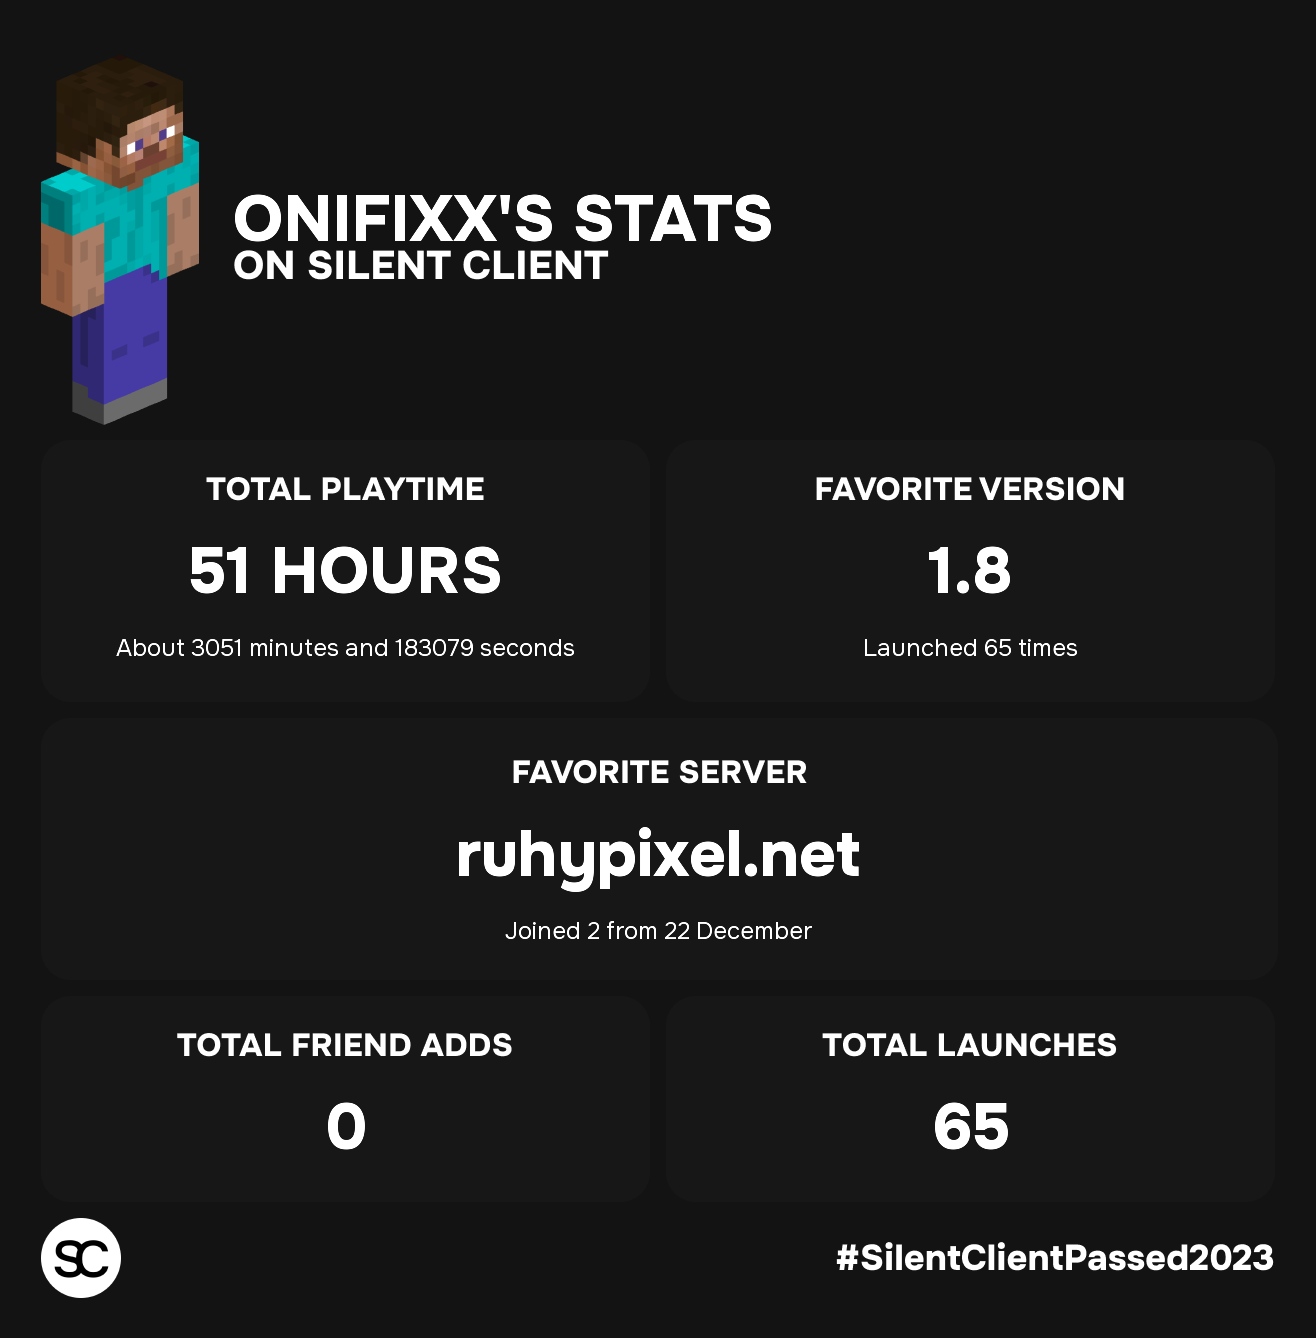 ONIFIXX'S STATS
ON SILENT CLIENT
TOTAL PLAYTIME
51 HOURS
About 3051 minutes and 183079 seconds
FAVORITE VERSION
1.8
Launched 65 times
FAVORITE SERVER
ruhypixel.net
Joined 2 from 22 December
TOTAL FRIEND ADDS
0
TOTAL LAUNCHES
65
SC
#SilentClientPassed2023